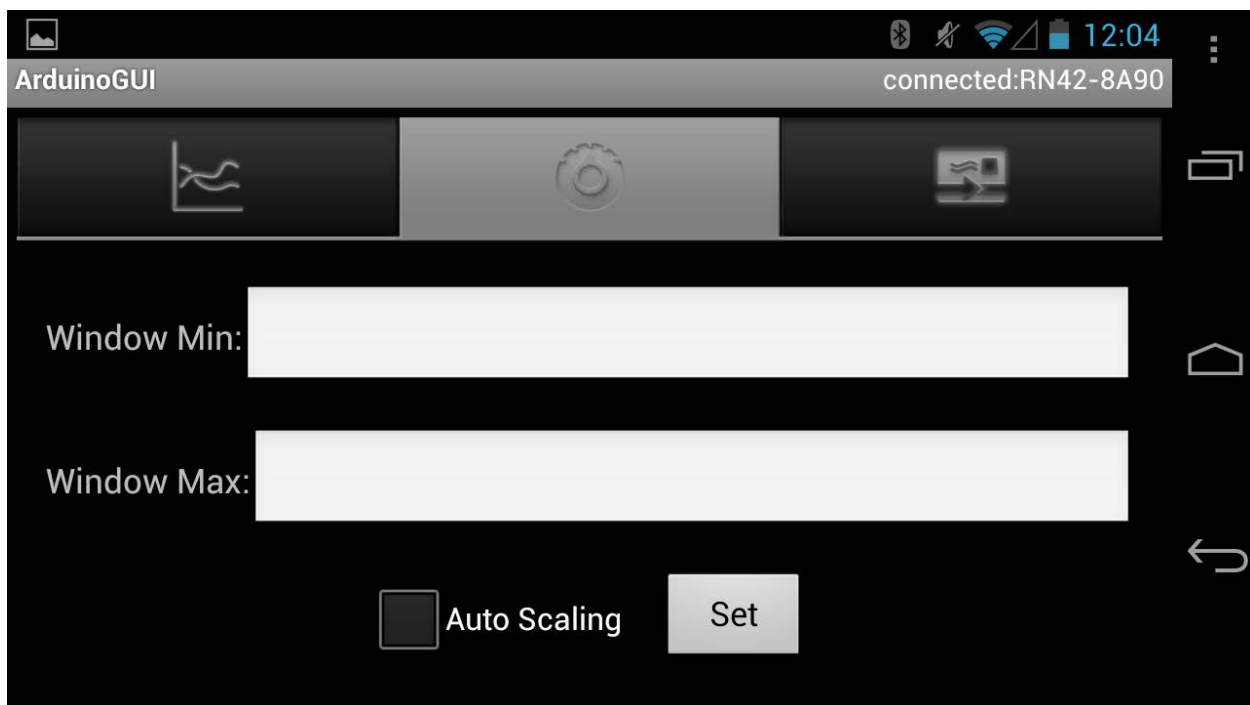 12:04
ArduinoGUI connected:RN42-8A90
Window Min:
Window Max:
Auto Scaling Set